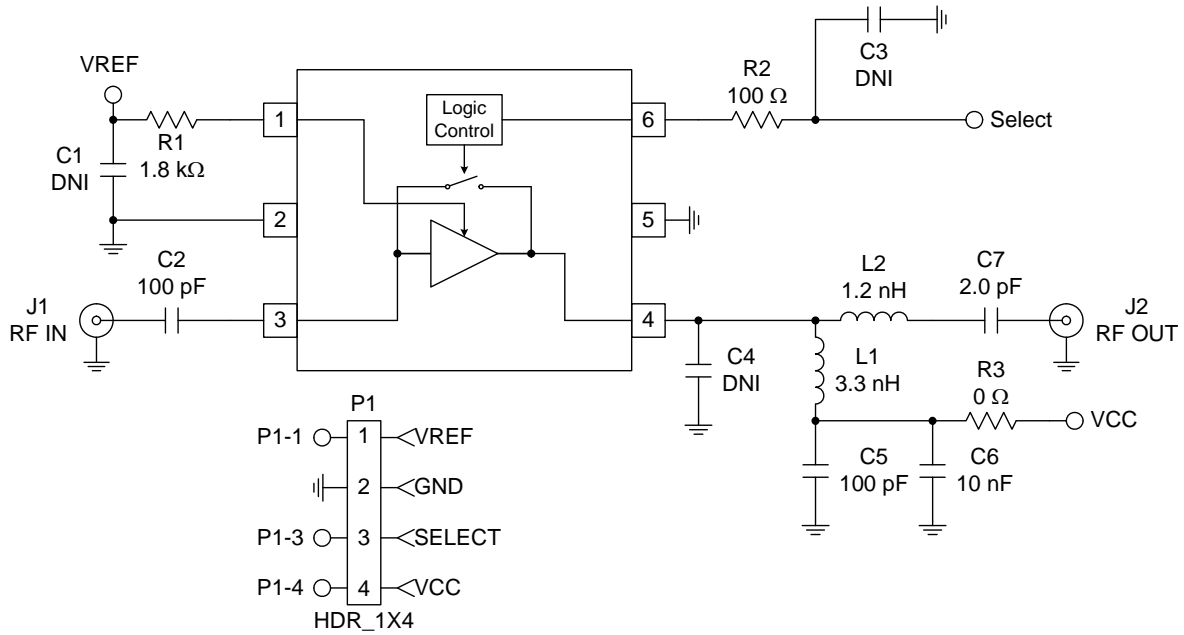 VREF
R1
1.8 kΩ
C1
DNI
C2
100 pF
J1
RF IN
1
2
3
Logic
Control
6
5
4
R2
100 Ω
C3
DNI
Select
L2
1.2 nH
C7
2.0 pF
J2
RF OUT
C4
DNI
L1
3.3 nH
R3
0 Ω
VCC
C5
100 pF
C6
10 nF
P1
P1-1 1 VREF
2 GND
P1-3 3 SELECT
P1-4 4 VCC
HDR_1X4